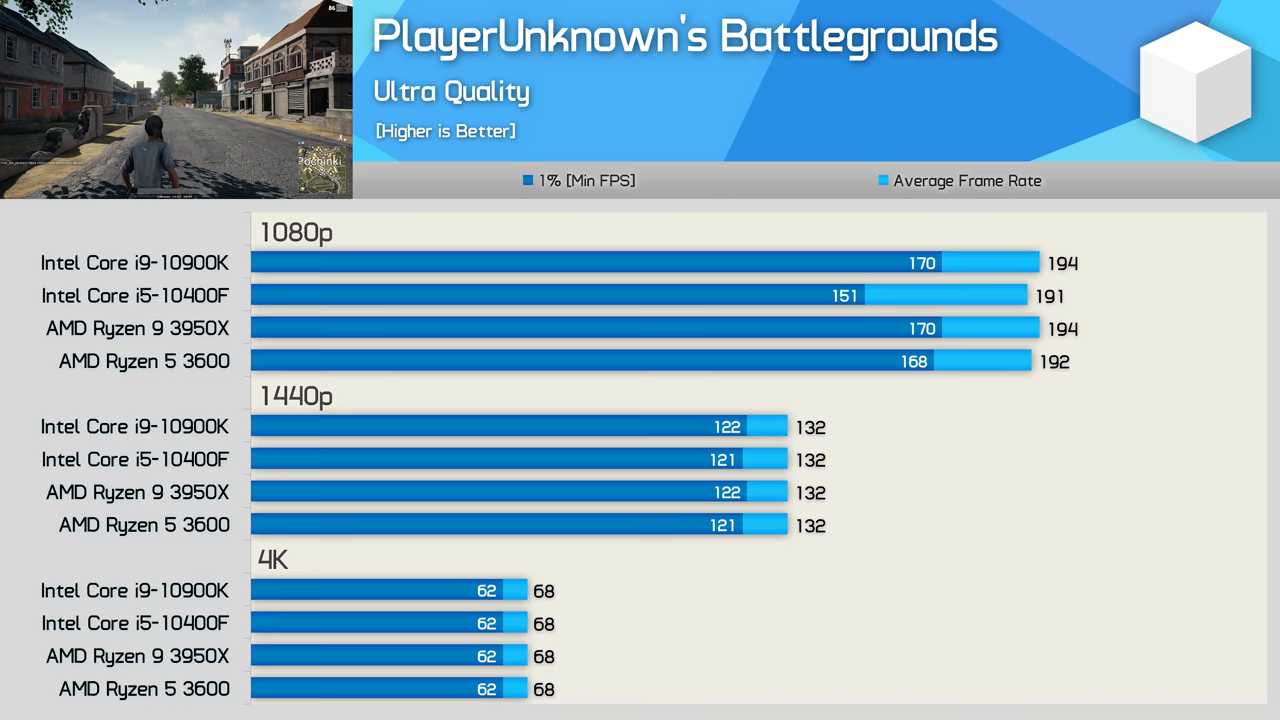 PlayerUnknown's Battlegrounds
Ultra Quality
[Higher is Better]
86
Pochinki
1% [Min FPS] Average Frame Rate
1080p
Intel Core i9-10900K 170 194
Intel Core i5-10400F 151 191
AMD Ryzen 9 3950X 170 194
AMD Ryzen 5 3600 168 192
1440p
Intel Core i9-10900K 122 132
Intel Core i5-10400F 121 132
AMD Ryzen 9 3950X 122 132
AMD Ryzen 5 3600 121 132
4K
Intel Core i9-10900K 62 68
Intel Core i5-10400F 62 68
AMD Ryzen 9 3950X 62 68
AMD Ryzen 5 3600 62 68